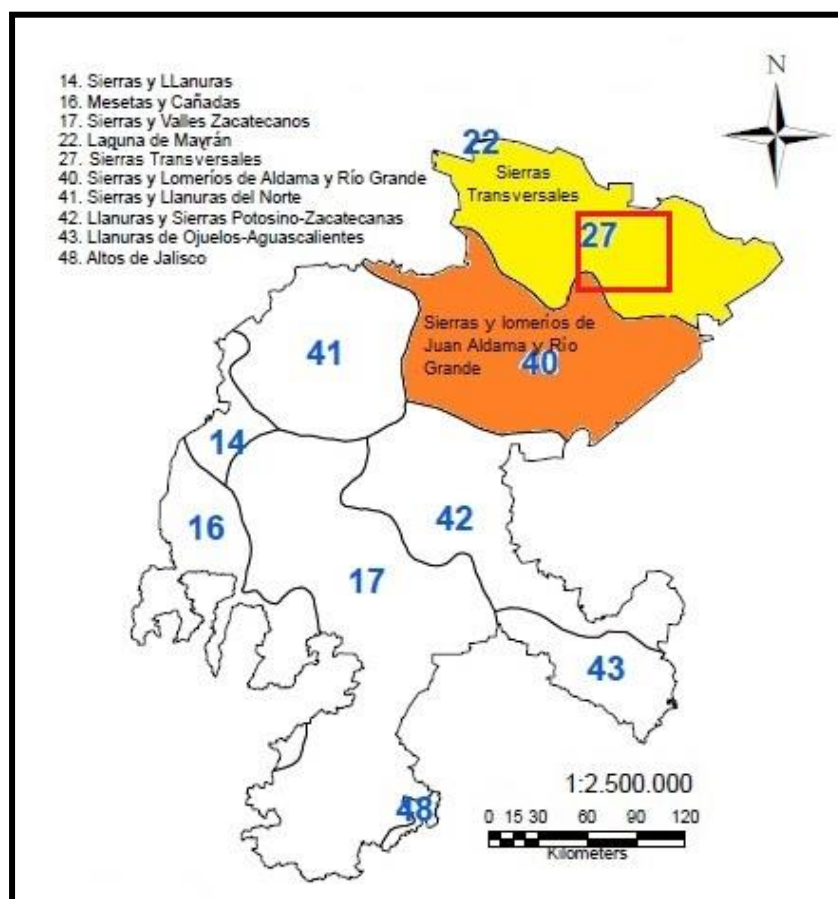 14. Sierras y LLanuras
16. Mesetas y Cañadas
17. Sierras y Valles Zacatecanos
22. Laguna de Mayrán
27. Sierras Transversales
40. Sierras y Lomeríos de Aldama y Río Grande
41. Sierras y Llanuras del Norte
42. Llanuras y Sierras Potosino-Zacatecanas
43. Llanuras de Ojuelos-Aguascalientes
48. Altos de Jalisco
N
22
Sierras
Transversales
27
Sierras y lomeríos de
Juan Aldama y Río
Grande
40
41
14
16
42
17
43
48
1:2.500.000
0 15 30 60 90 120
Kilometers